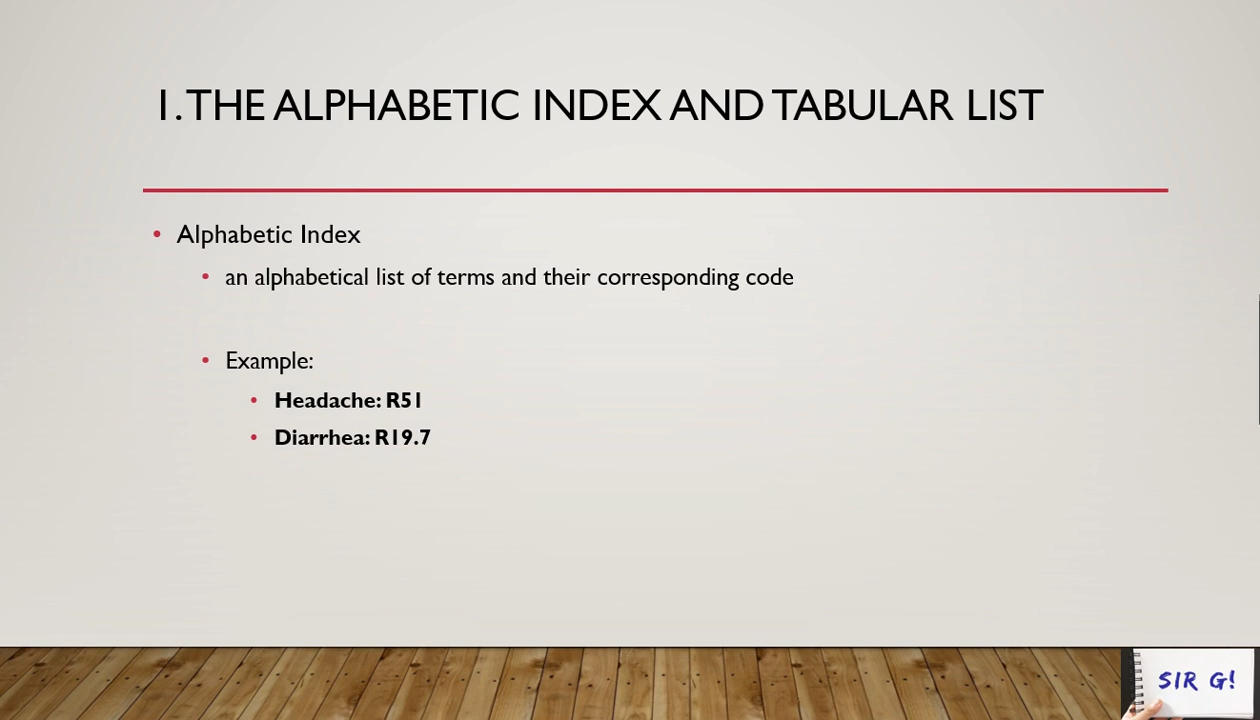 1. THE ALPHABETIC INDEX AND TABULAR LIST
• Alphabetic Index
• an alphabetical list of terms and their corresponding code
• Example:
• Headache: R51
• Diarrhea: R19.7
SIR G!